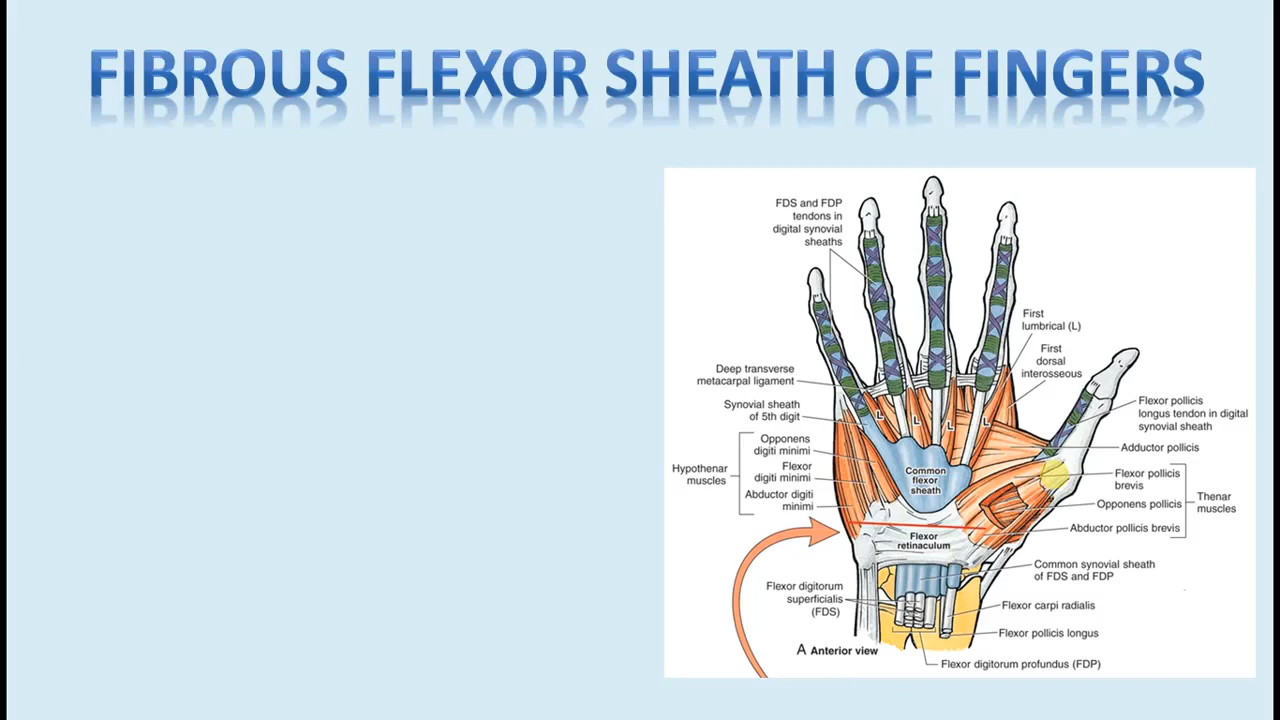 FIBROUS FLEXOR SHEATH OF FINGERS
FDS and FDP
tendons in
digital synovial
sheaths
First
lumbrical (L)
First
dorsal
interosseous
Deep transverse
metacarpal ligament
Synovial sheath
of 5th digit
Flexor pollicis
longus tendon in digital
synovial sheath
L
L
L
L
Opponens
digiti minimi
Adductor pollicis
Hypothenar
muscles
Flexor
digiti minimi
Common
flexor
sheath
Flexor pollicis
brevis
Abductor digiti
minimi
Opponens pollicis
Thenar
muscles
Abductor pollicis brevis
Flexor
retinaculum
Common synovial sheath
of FDS and FDP
Flexor digitorum
superficialis
(FDS)
Flexor carpi radialis
Flexor pollicis longus
A Anterior view
Flexor digitorum profundus (FDP)